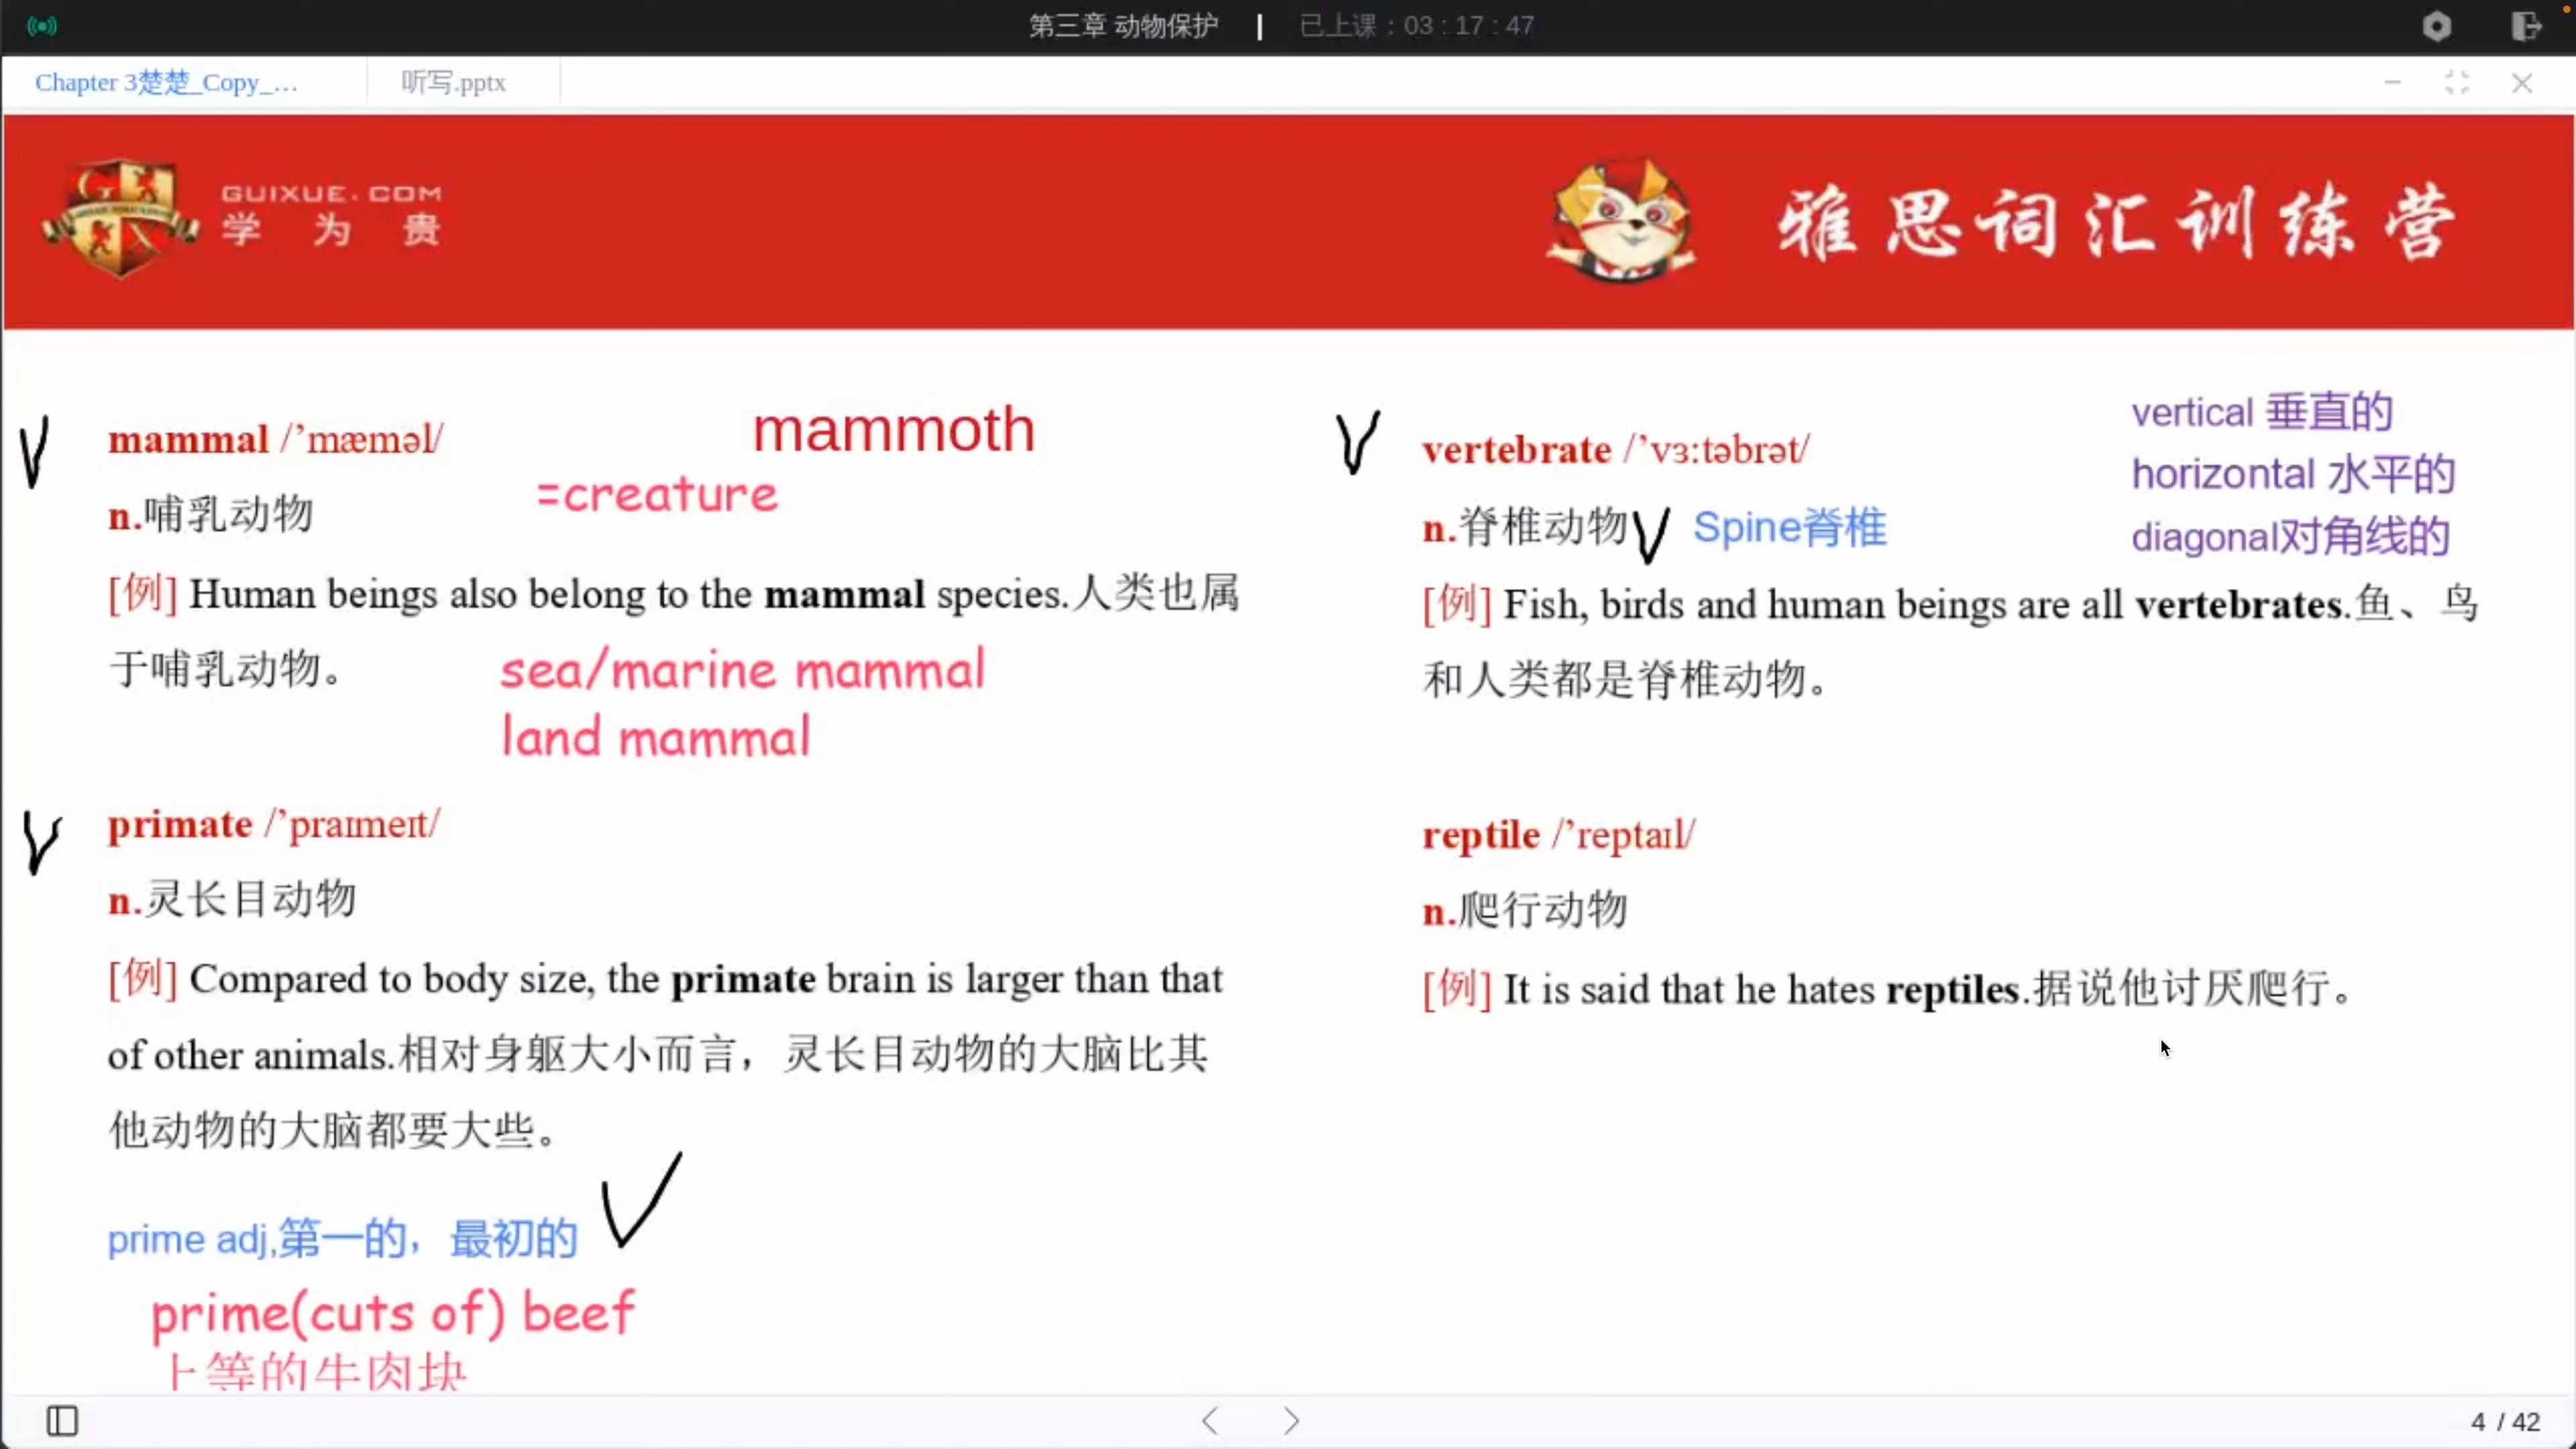 第三章 动物保护 | 已上课：03 : 17 : 47
Chapter 3楚楚_Copy_... 听写.pptx
GUIXUE.COM
学为贵
雅思词汇训练营
mammal /’mæməl/
mammoth
=creature
n.哺乳动物
[例] Human beings also belong to the mammal species.人类也属
于哺乳动物。
sea/marine mammal
land mammal
primate /’praɪmeɪt/
n.灵长目动物
[例] Compared to body size, the primate brain is larger than that
of other animals.相对身躯大小而言，灵长目动物的大脑比其
他动物的大脑都要大些。
prime adj,第一的，最初的
prime(cuts of) beef
上等的牛肉块
vertebrate /’vɜ:təbrət/
vertical 垂直的
horizontal 水平的
diagonal对角线的
n.脊椎动物
Spine脊椎
[例] Fish, birds and human beings are all vertebrates.鱼、鸟
和人类都是脊椎动物。
reptile /’reptaɪl/
n.爬行动物
[例] It is said that he hates reptiles.据说他讨厌爬行。
4 / 42